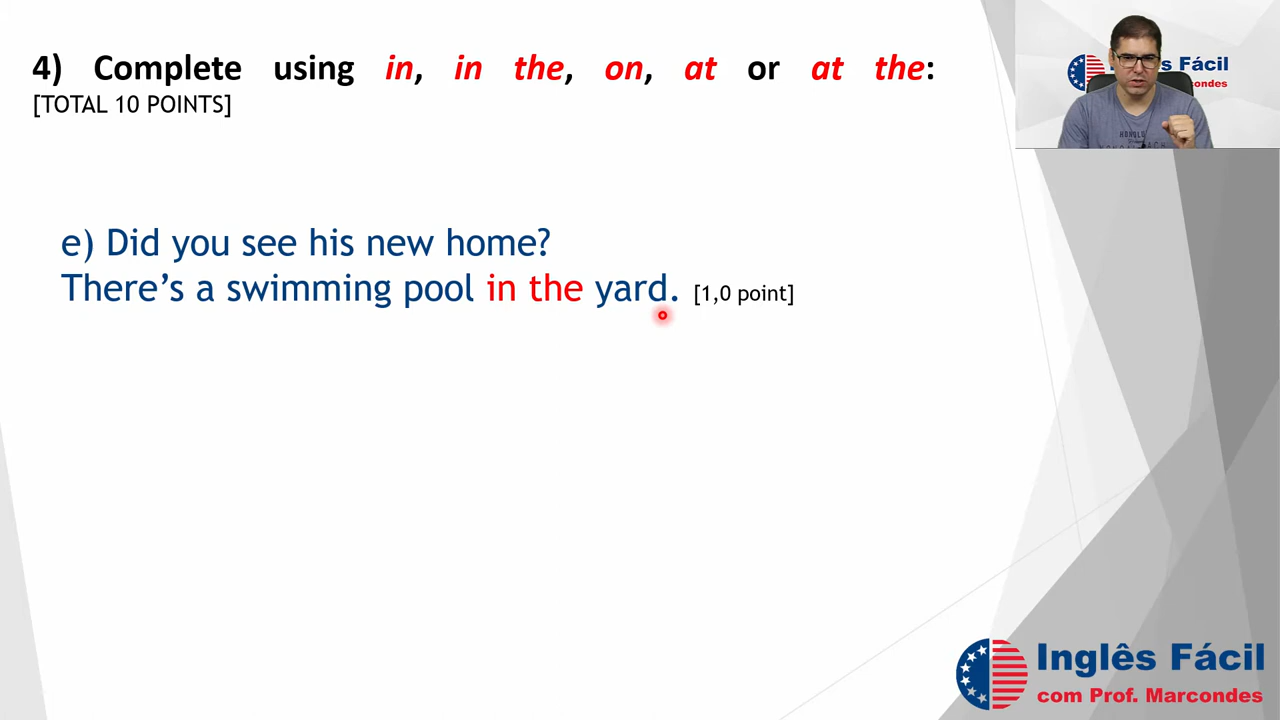 4) Complete using in, in the, on, at or at the:
[TOTAL 10 POINTS]
e) Did you see his new home?
There’s a swimming pool in the yard. [1,0 point]
Fácil
HONOLU
Inglês Fácil
com Prof. Marcondes